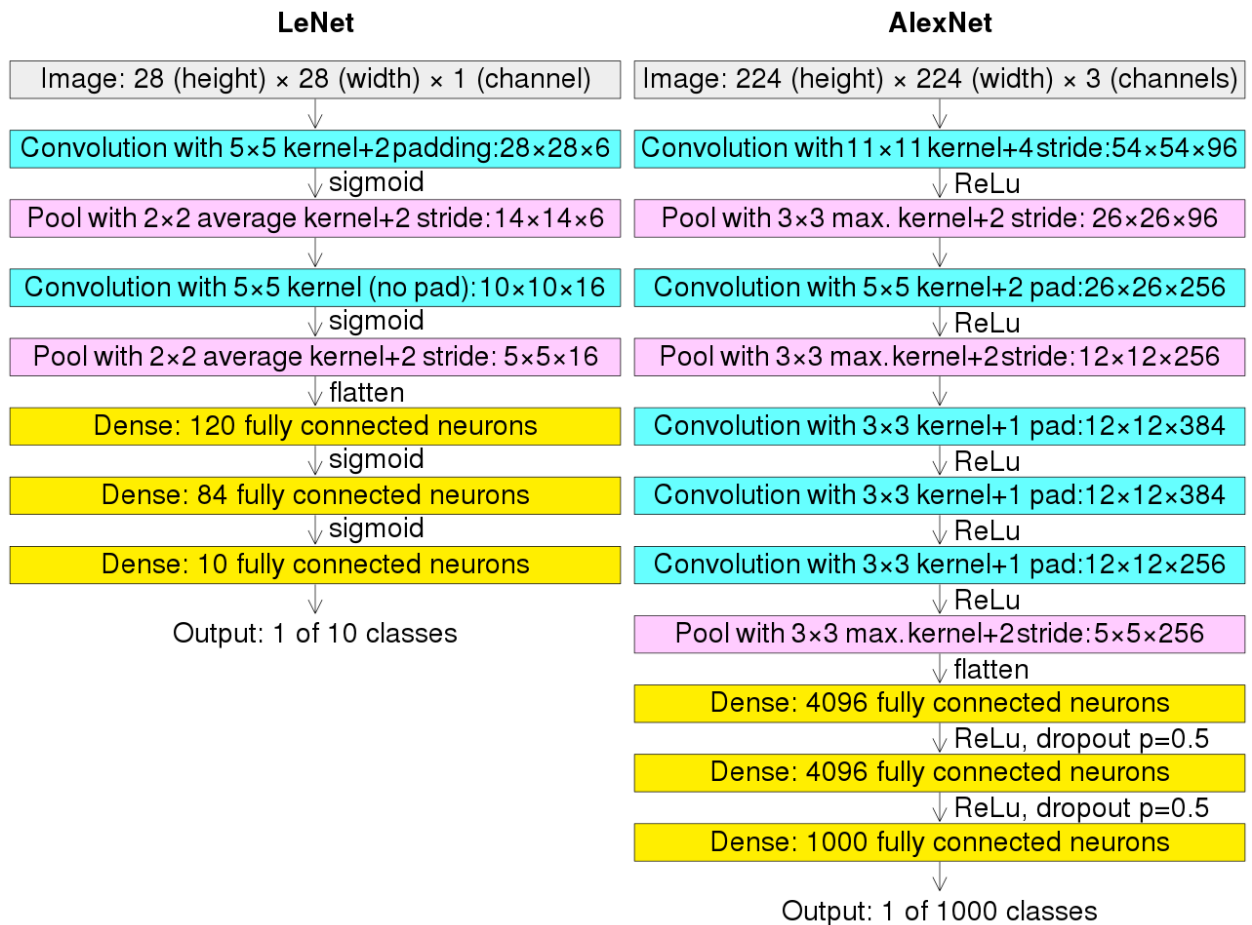 LeNet
Image: 28 (height) × 28 (width) × 1 (channel)
Convolution with 5×5 kernel+2 padding:28×28×6
sigmoid
Pool with 2×2 average kernel+2 stride:14×14×6
Convolution with 5×5 kernel (no pad):10×10×16
sigmoid
Pool with 2×2 average kernel+2 stride: 5×5×16
flatten
Dense: 120 fully connected neurons
sigmoid
Dense: 84 fully connected neurons
sigmoid
Dense: 10 fully connected neurons
Output: 1 of 10 classes
AlexNet
Image: 224 (height) × 224 (width) × 3 (channels)
Convolution with 11×11 kernel+4 stride:54×54×96
ReLu
Pool with 3×3 max. kernel+2 stride: 26×26×96
Convolution with 5×5 kernel+2 pad:26×26×256
ReLu
Pool with 3×3 max.kernel+2stride:12×12×256
Convolution with 3×3 kernel+1 pad:12×12×384
ReLu
Convolution with 3×3 kernel+1 pad:12×12×384
ReLu
Convolution with 3×3 kernel+1 pad:12×12×256
ReLu
Pool with 3×3 max.kernel+2stride:5×5×256
flatten
Dense: 4096 fully connected neurons
ReLu, dropout p=0.5
Dense: 4096 fully connected neurons
ReLu, dropout p=0.5
Dense: 1000 fully connected neurons
Output: 1 of 1000 classes